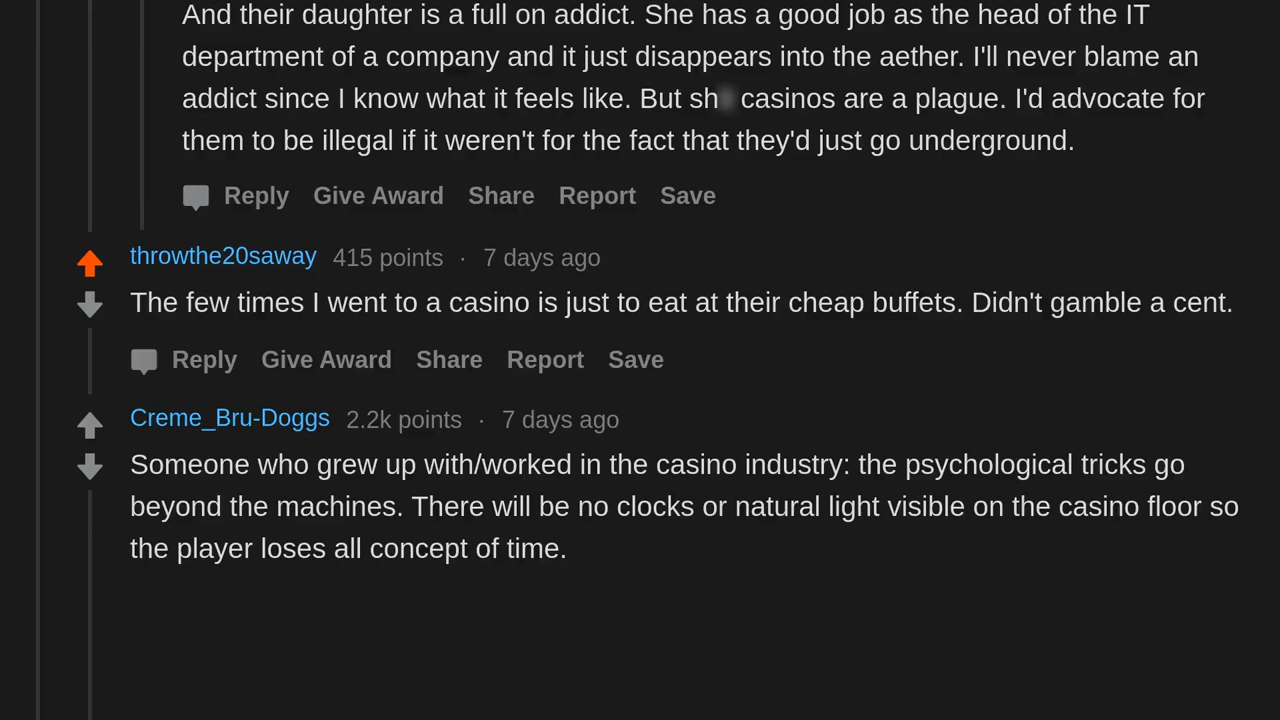 And their daughter is a full on addict. She has a good job as the head of the IT
department of a company and it just disappears into the aether. I'll never blame an
addict since I know what it feels like. But sh casinos are a plague. I'd advocate for
them to be illegal if it weren't for the fact that they'd just go underground.
Reply Give Award Share Report Save
throwthe20saway 415 points · 7 days ago
The few times I went to a casino is just to eat at their cheap buffets. Didn't gamble a cent.
Reply Give Award Share Report Save
Creme_Bru-Doggs 2.2k points · 7 days ago
Someone who grew up with/worked in the casino industry: the psychological tricks go
beyond the machines. There will be no clocks or natural light visible on the casino floor so
the player loses all concept of time.